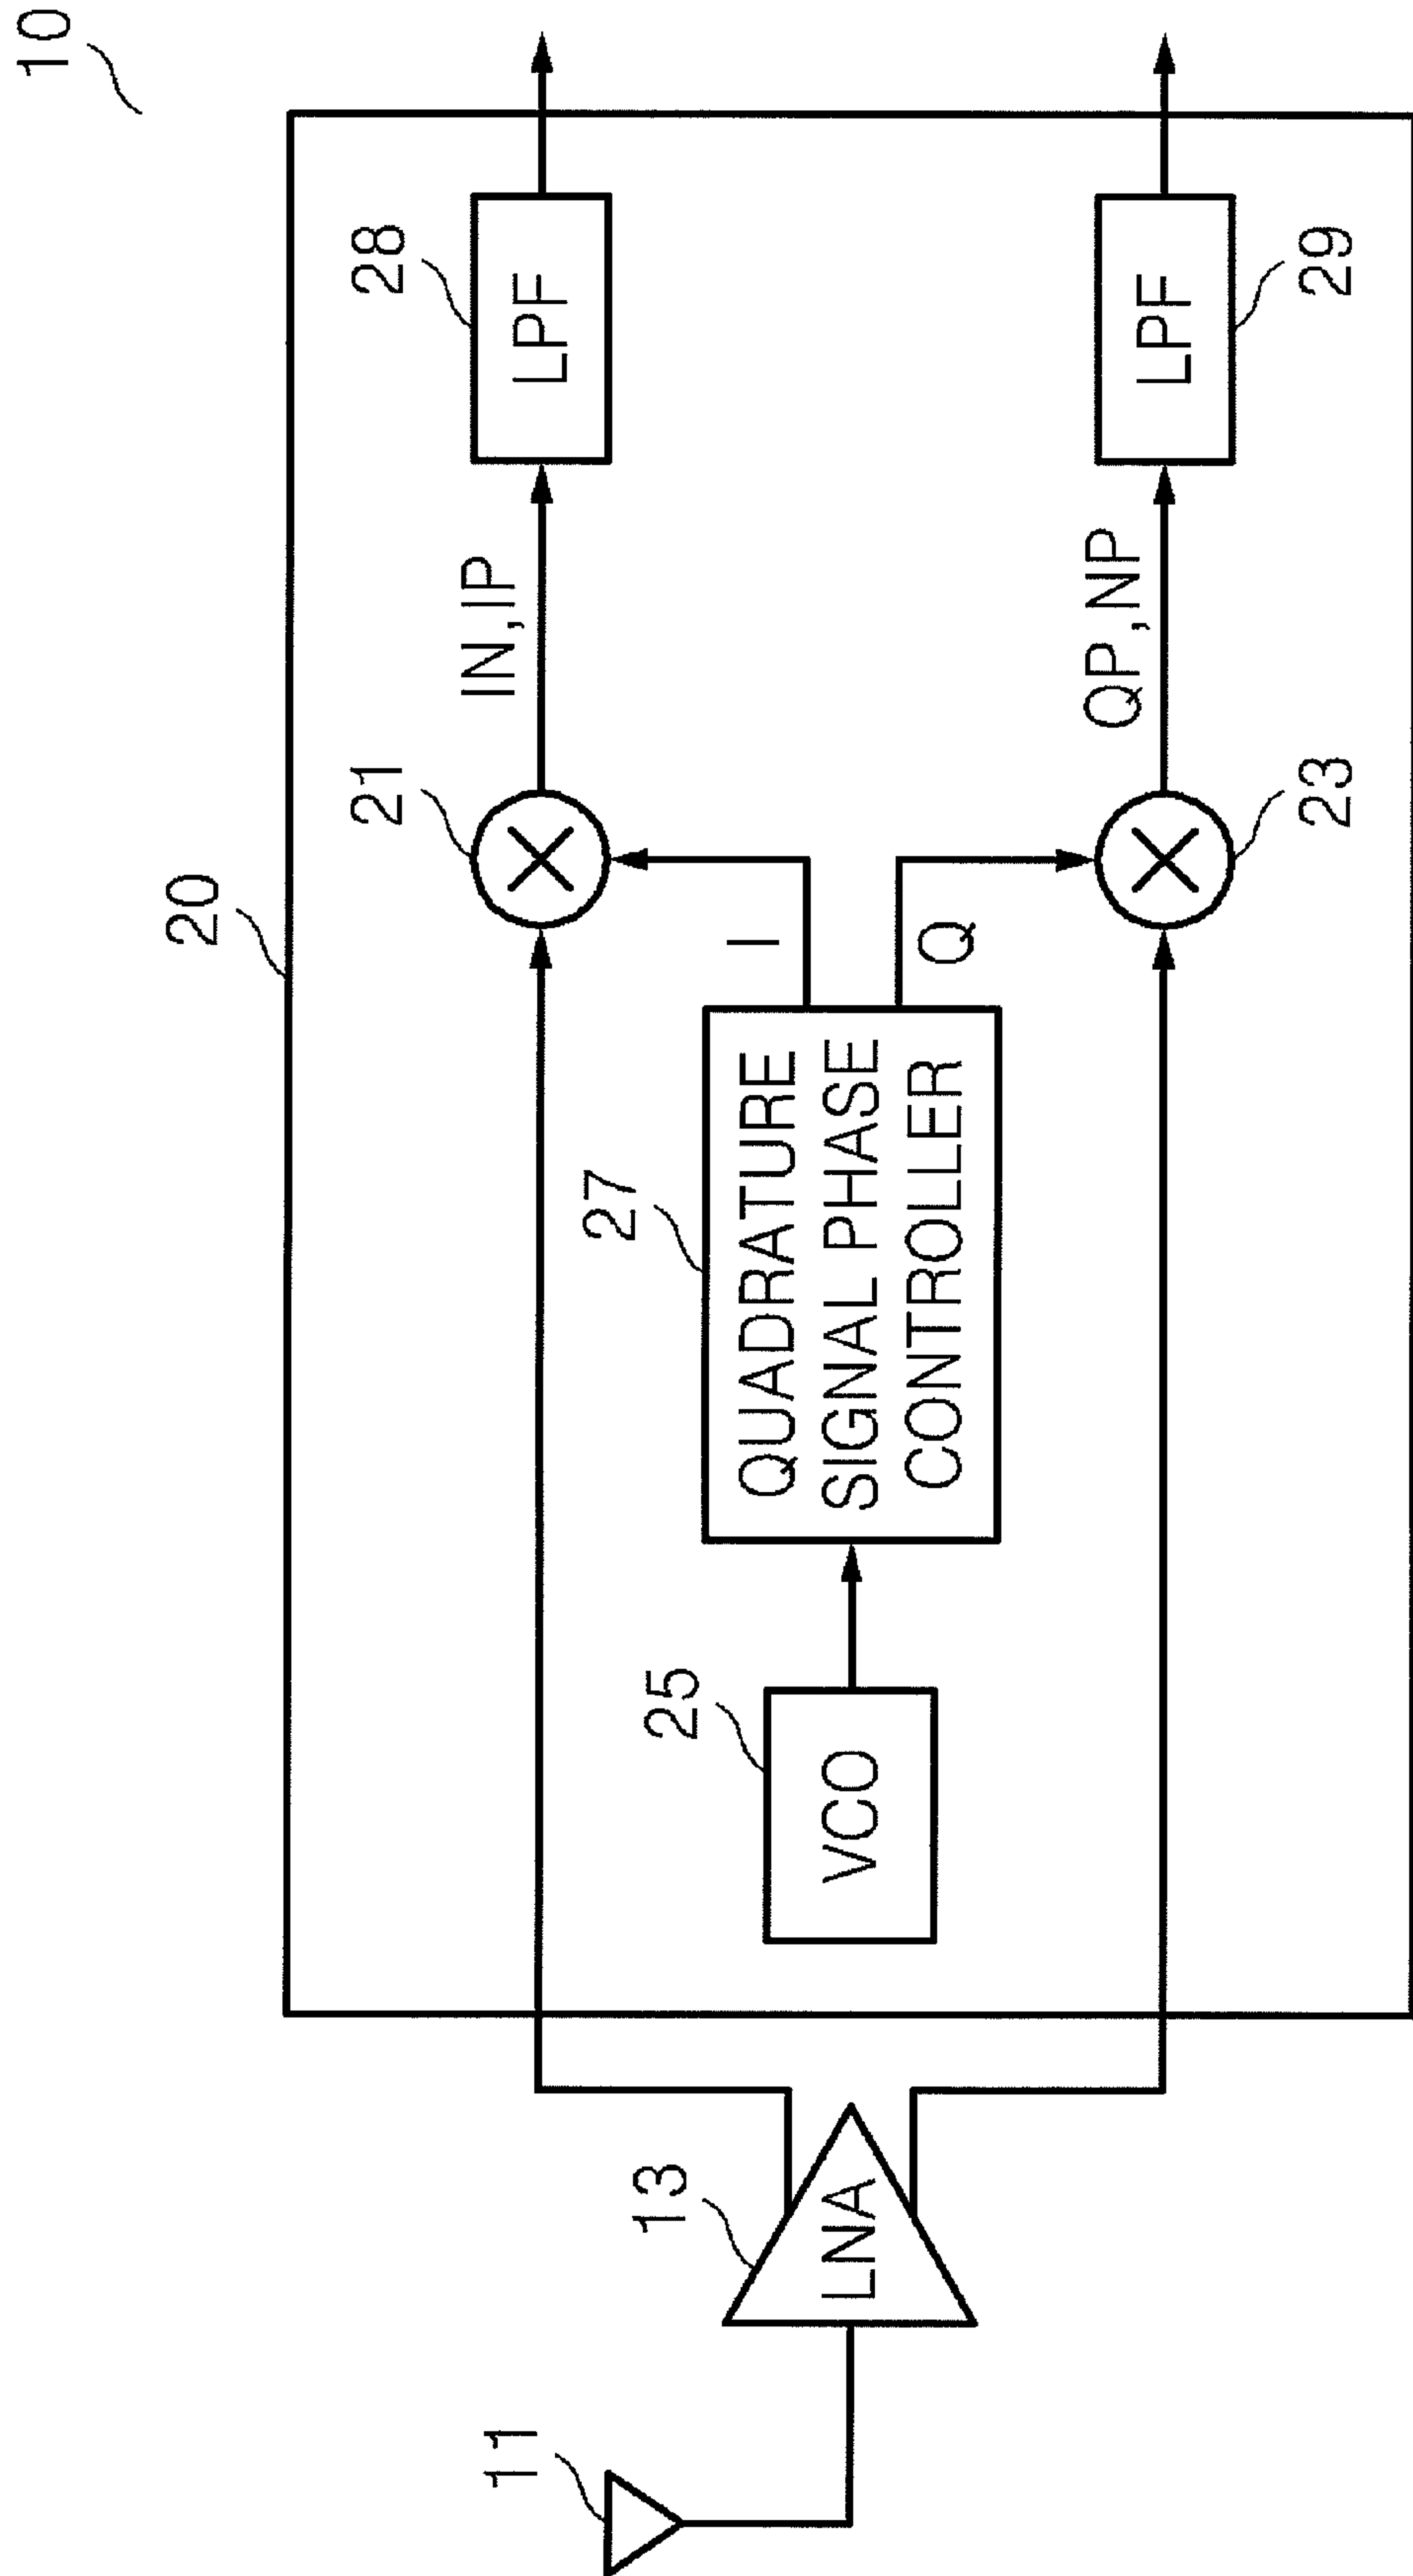 10
20
21
IN,IP
28
LPF
I
27
QUADRATURE
SIGNAL PHASE
CONTROLLER
25
VCO
Q
11
13
LNA
23
QP,NP
29
LPF